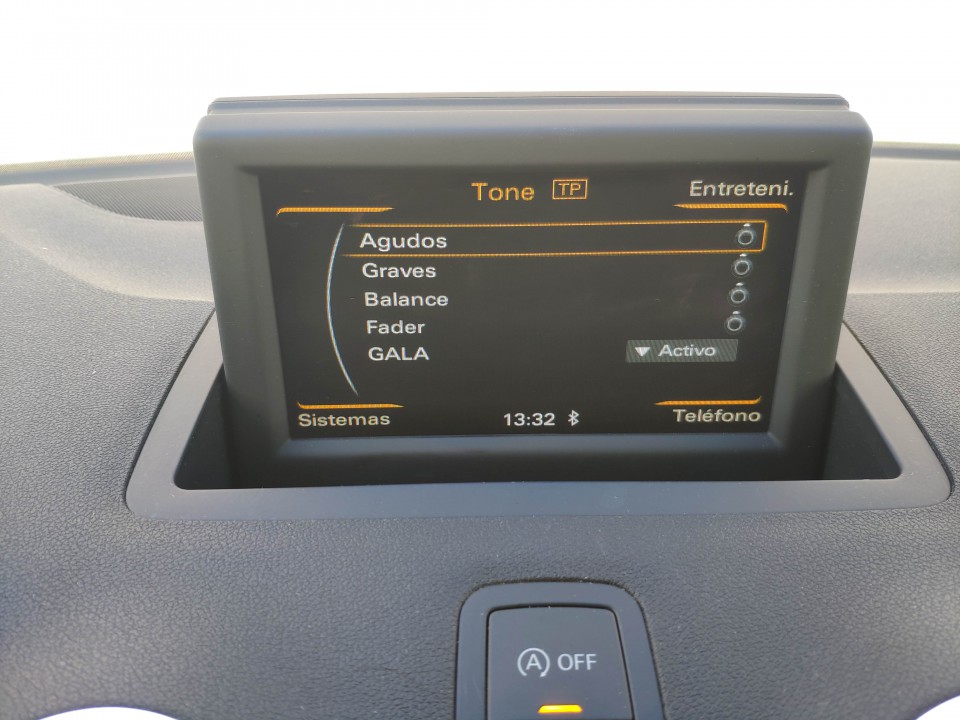 Tone TP Entreteni.
Agudos
Graves
Balance
Fader
GALA Activo
Sistemas 13:32 Teléfono
A OFF